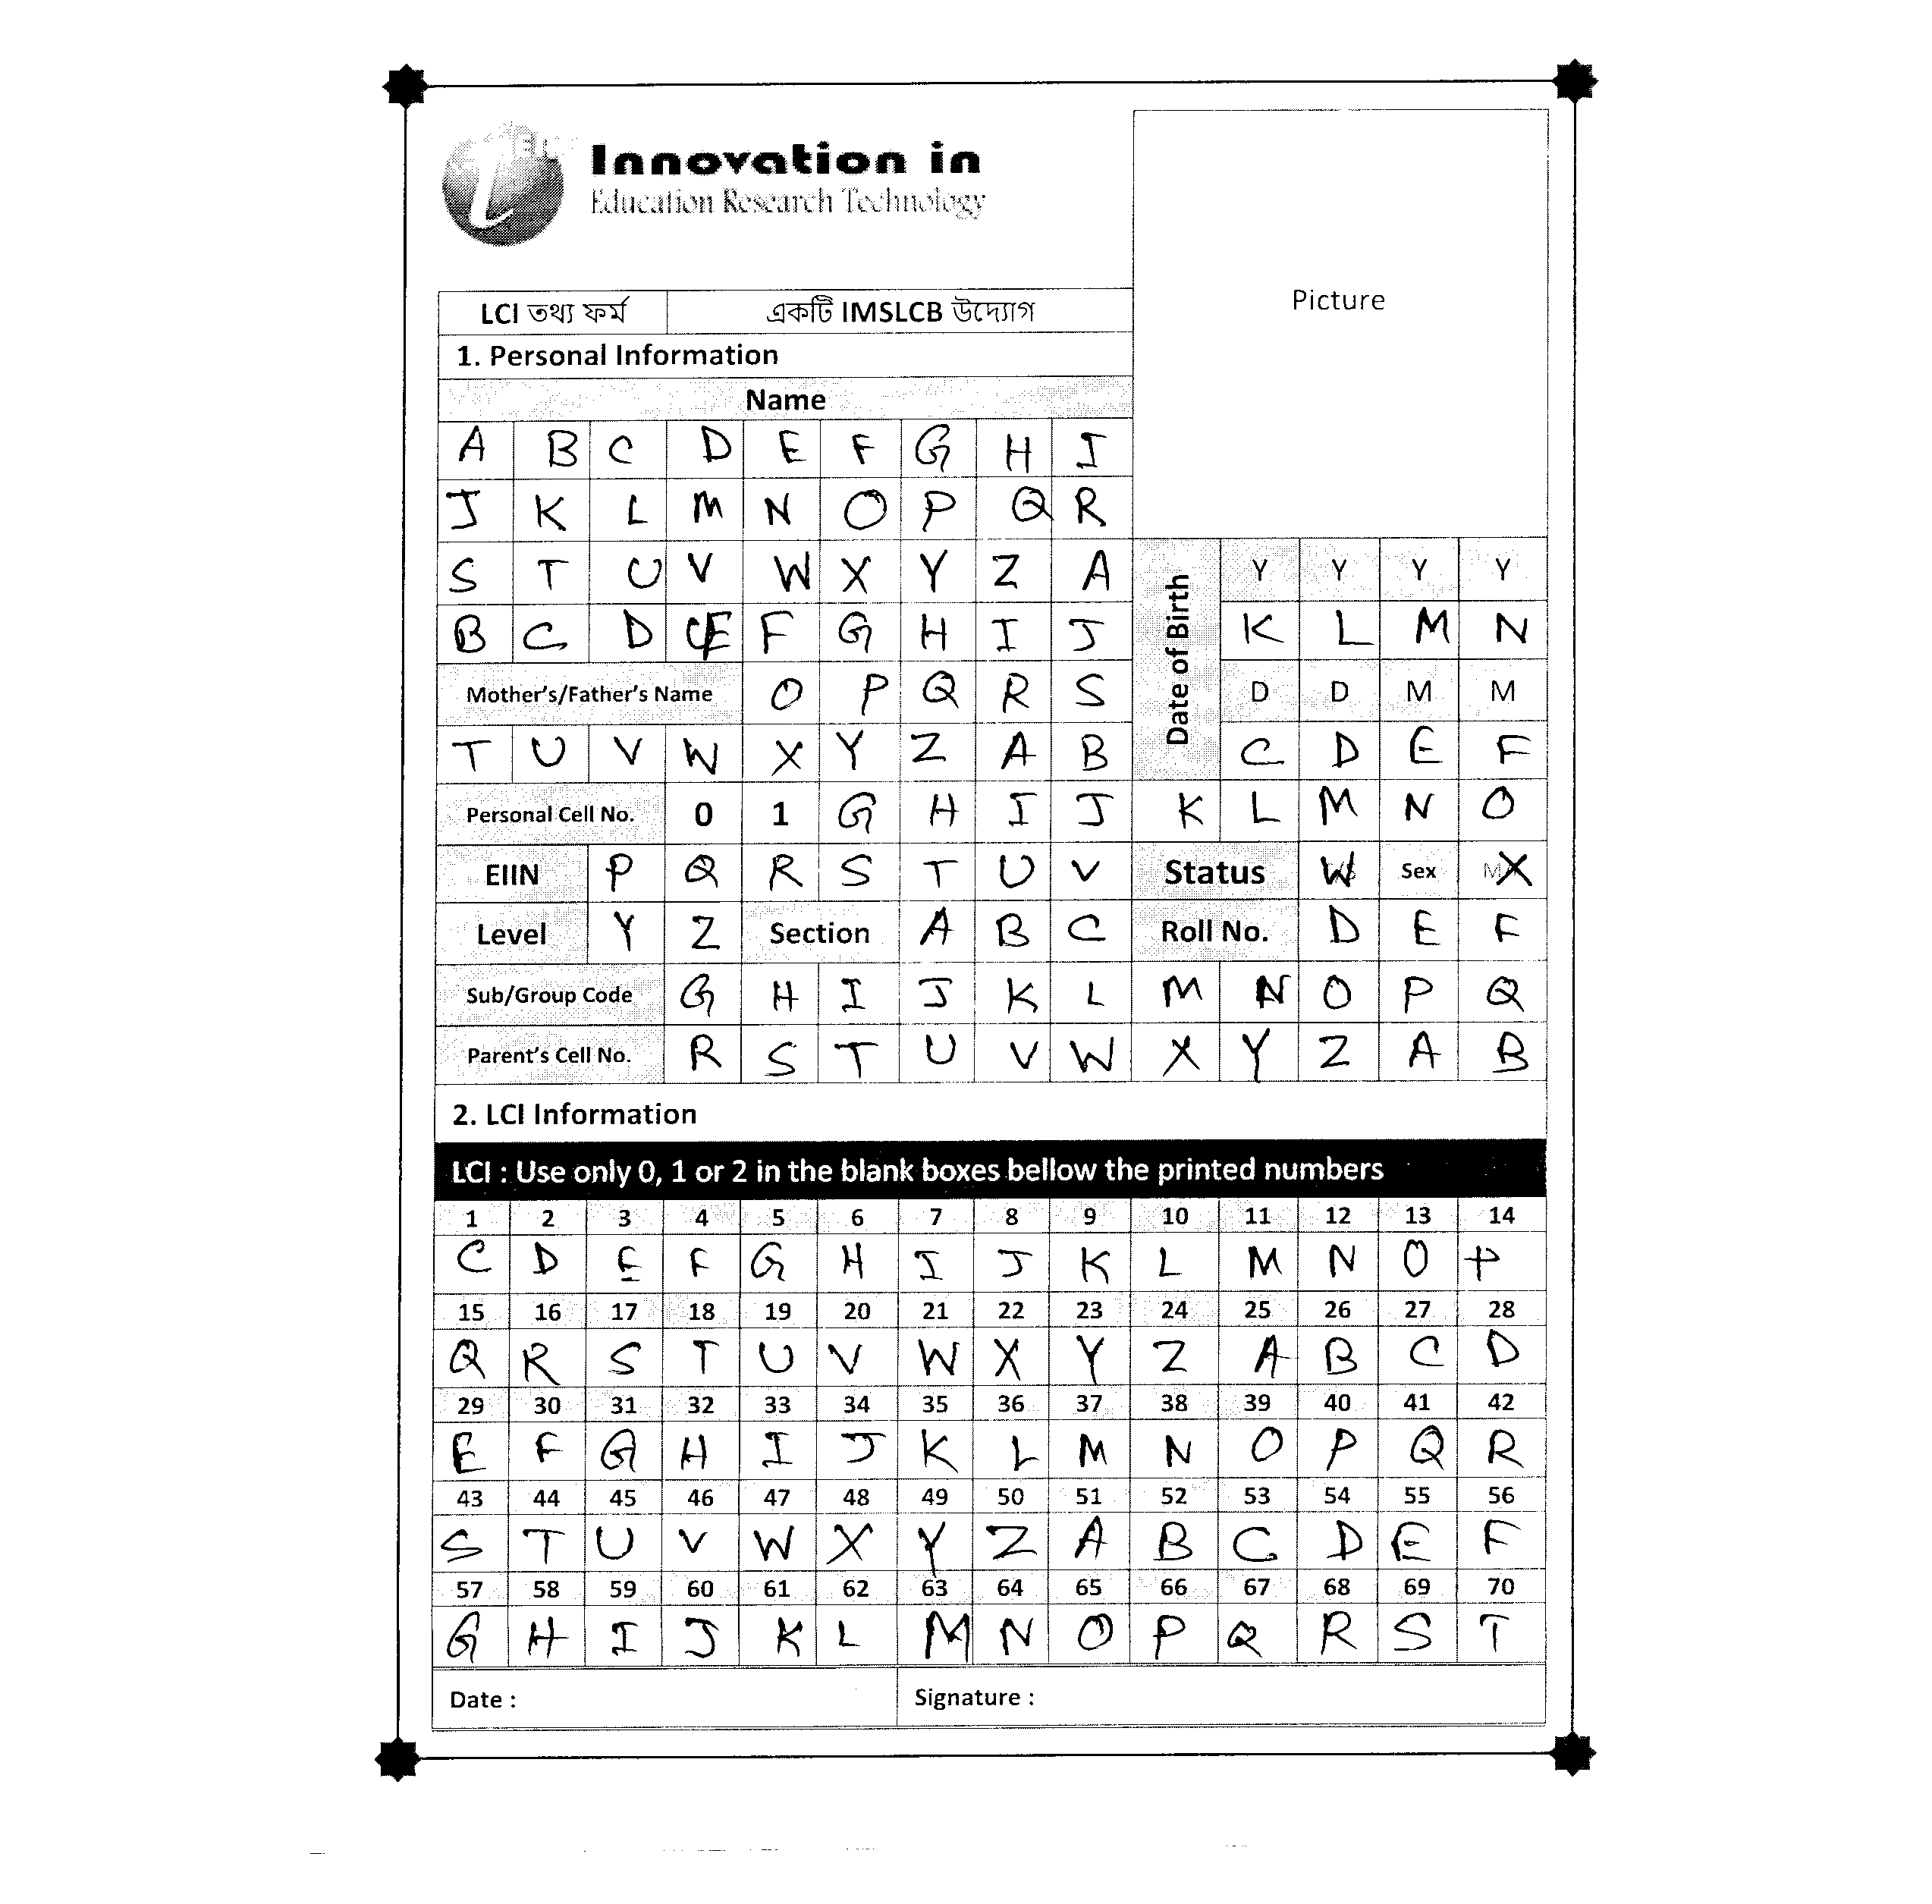 Innovation in
Education Research Technology
Picture
LCI তথ্য ফর্ম একটি IMSLCB উদ্যোগ
1. Personal Information
Name
A B C D E F G H I
J K L M N O P Q R
S T U V W X Y Z A
Date of Birth
Y Y Y Y
B C D E F G H I J K L M N
Mother's/Father's Name O P Q R S D D M M
T U V W X Y Z A B C D E F
Personal Cell No. 0 1 G H I J K L M N O
EIIN P Q R S T U V Status W Sex X
Level Y Z Section A B C Roll No. D E F
Sub/Group Code G H I J K L M N O P Q
Parent's Cell No. R S T U V W X Y Z A B
2. LCI Information
LCI : Use only 0, 1 or 2 in the blank boxes bellow the printed numbers
1 2 3 4 5 6 7 8 9 10 11 12 13 14
C D E F G H I J K L M N O P
15 16 17 18 19 20 21 22 23 24 25 26 27 28
Q R S T U V W X Y Z A B C D
29 30 31 32 33 34 35 36 37 38 39 40 41 42
E F G H I J K L M N O P Q R
43 44 45 46 47 48 49 50 51 52 53 54 55 56
S T U V W X Y Z A B C D E F
57 58 59 60 61 62 63 64 65 66 67 68 69 70
G H I J K L M N O P Q R S T
Date :
Signature :